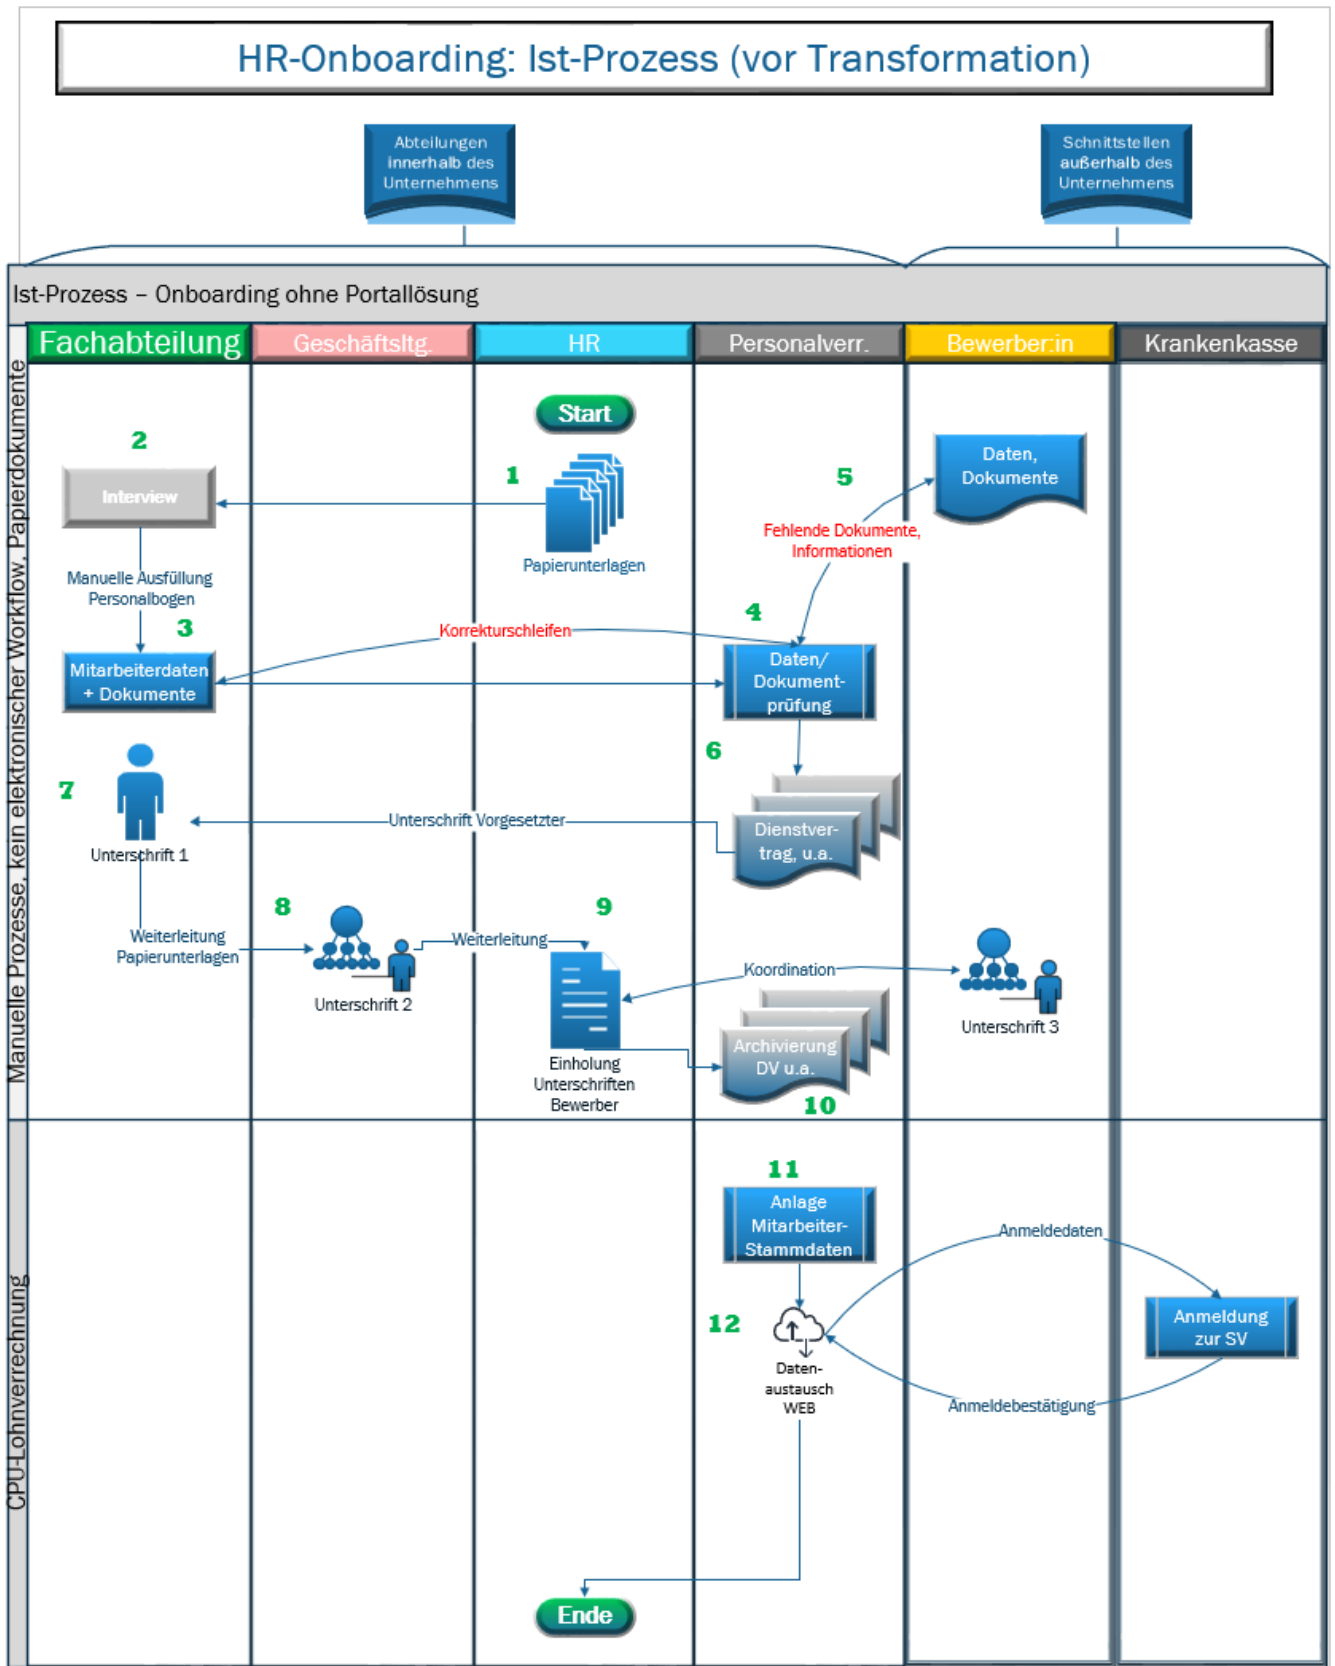 HR-Onboarding: Ist-Prozess (vor Transformation)
Abteilungen
innerhalb des
Unternehmens
Schnittstellen
außerhalb des
Unternehmens
Ist-Prozess – Onboarding ohne Portallösung
Fachabteilung
Geschäftsltg.
HR
Personalverr.
Bewerber:in
Krankenkasse
Manuelle Prozesse, kein elektronischer Workflow, Papierdokumente
Start
2
Interview
1
Papierunterlagen
5
Daten,
Dokumente
Fehlende Dokumente,
Informationen
Manuelle Ausfüllung
Personalbogen
3
Korrekturschleifen
4
Mitarbeiterdaten
+ Dokumente
Daten/
Dokument-
prüfung
6
7
Unterschrift Vorgesetzter
Dienstver-
trag, u.a.
Unterschrift 1
8
9
Weiterleitung
Papierunterlagen
Weiterleitung
Koordination
Unterschrift 2
Unterschrift 3
Einholung
Unterschriften
Bewerber
Archivierung
DV u.a.
10
CPU-Lohnverrechnung
11
Anlage
Mitarbeiter-
Stammdaten
Anmeldedaten
12
Anmeldung
zur SV
Daten-
austausch
WEB
Anmeldebestätigung
Ende